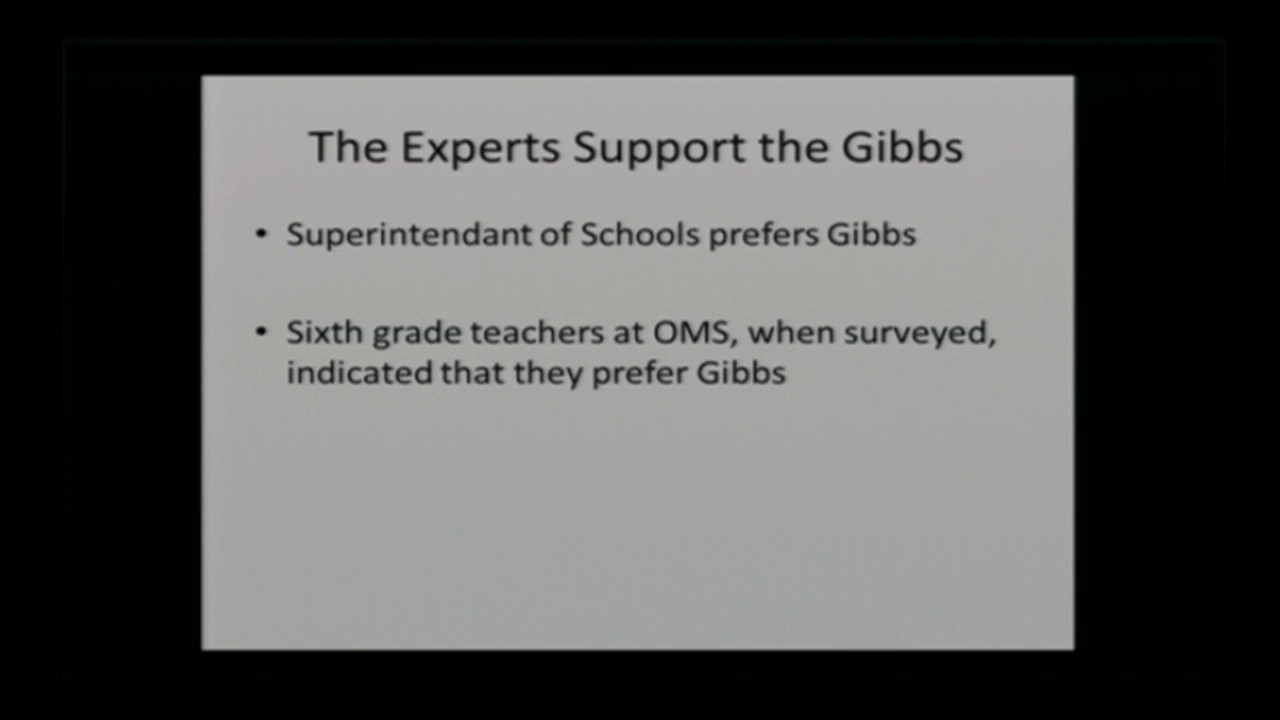 The Experts Support the Gibbs
• Superintendant of Schools prefers Gibbs
• Sixth grade teachers at OMS, when surveyed,
indicated that they prefer Gibbs